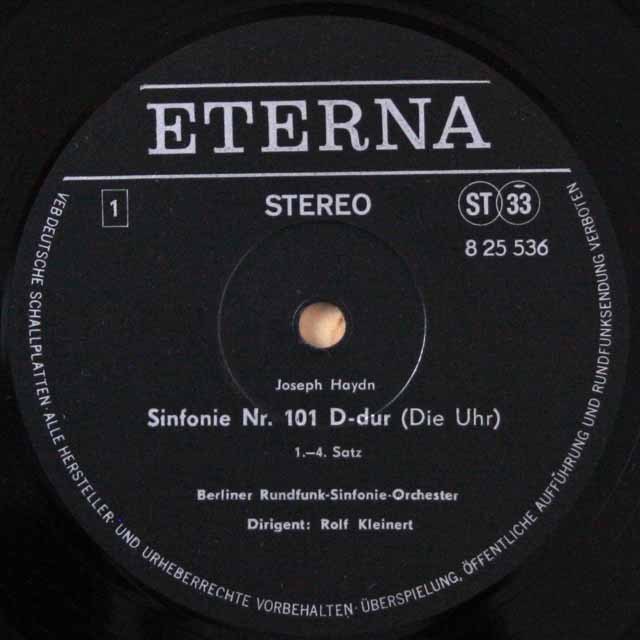 ETERNA
1
STEREO
ST 33
8 25 536
Joseph Haydn
Sinfonie Nr. 101 D-dur (Die Uhr)
1.–4. Satz
Berliner Rundfunk-Sinfonie-Orchester
Dirigent: Rolf Kleinert
VEB DEUTSCHE SCHALLPLATTEN ALLE HERSTELLER- UND URHEBERRECHTE VORBEHALTEN · ÜBERSPIELUNG, ÖFFENTLICHE AUFFÜHRUNG UND RUNDFUNKSENDUNG VERBOTEN